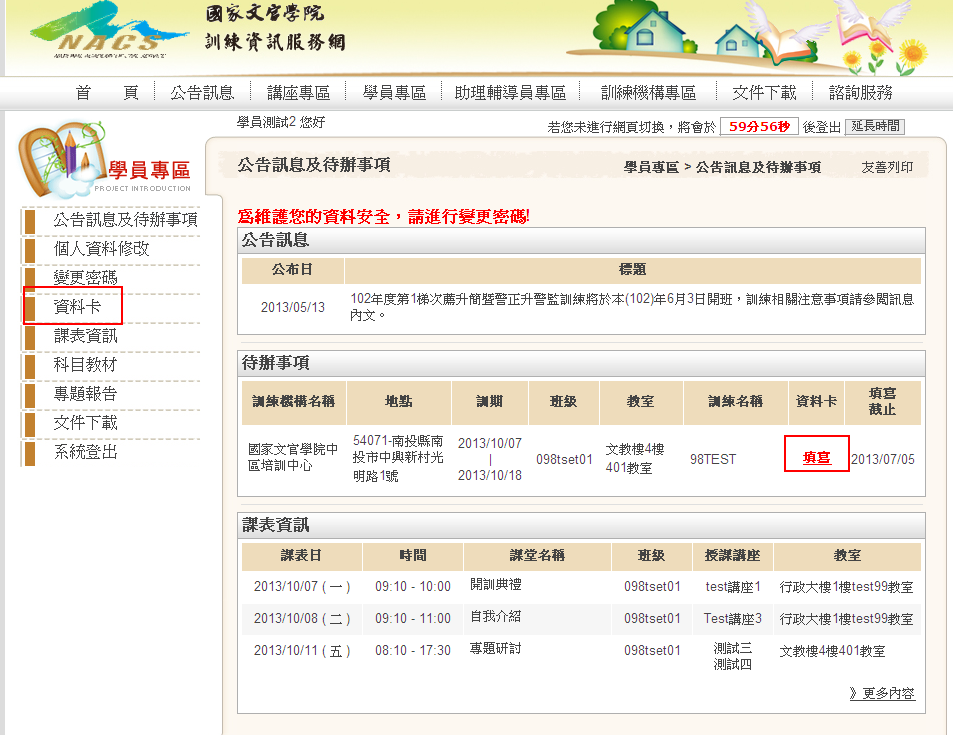 國家文官學院
NACS 訓練資訊服務網
首 頁 公告訊息 講座專區 學員專區 助理輔導員專區 訓練機構專區 文件下載 諮詢服務
學員測試2 您好
若您未進行網頁切換，將會於 59分56秒 後登出 延長時間
學員專區
PROJECT INTRODUCTION
公告訊息及待辦事項
個人資料修改
變更密碼
資料卡
課表資訊
科目教材
專題報告
文件下載
系統登出
公告訊息及待辦事項 學員專區 > 公告訊息及待辦事項 友善列印
為維護您的資料安全，請進行變更密碼!
公告訊息
公布日 標題
2013/05/13 102年度第1梯次薦升簡暨警正升警監訓練將於本(102)年6月3日開班，訓練相關注意事項請參閱訊息
內文。
待辦事項
訓練機構名稱 地點 訓期 班級 教室 訓練名稱 資料卡 填寫
截止
國家文官學院中
區培訓中心
54071-南投縣南
投市中興新村光
明路1號
2013/10/07
|
2013/10/18
098tset01
文教樓4樓
401教室
98TEST
填寫
2013/07/05
課表資訊
課表日 時間 課堂名稱 班級 授課講座 教室
2013/10/07 ( 一 ) 09:10 - 10:00 開訓典禮 098tset01 test講座1 行政大樓1樓test99教室
2013/10/08 ( 二 ) 09:10 - 11:00 自我介紹 098tset01 Test講座3 行政大樓1樓test99教室
2013/10/11 ( 五 ) 08:10 - 17:30 專題研討 098tset01 測試三 文教樓4樓401教室
測試四
》更多內容